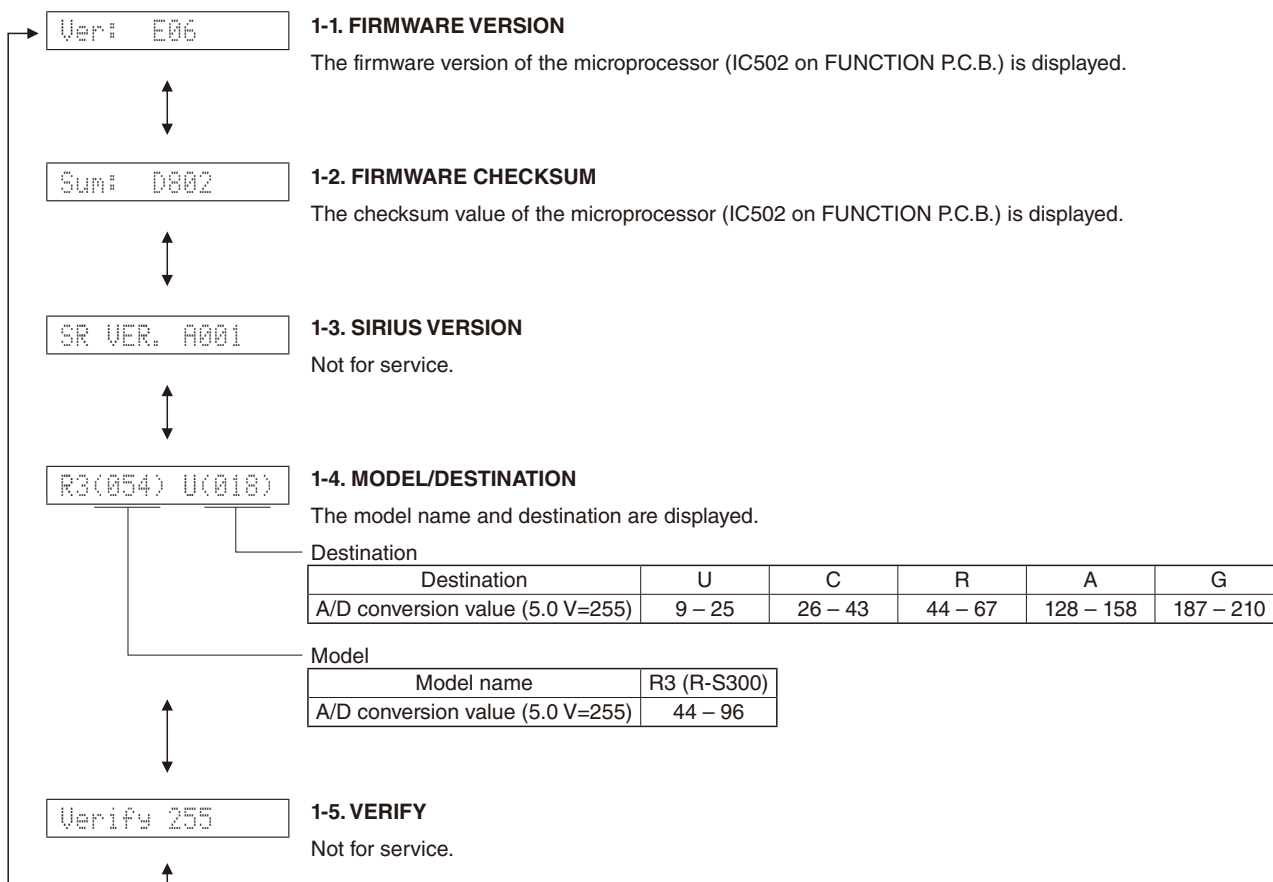 Ver: E06
1-1. FIRMWARE VERSION
The firmware version of the microprocessor (IC502 on FUNCTION P.C.B.) is displayed.
Sum: D802
1-2. FIRMWARE CHECKSUM
The checksum value of the microprocessor (IC502 on FUNCTION P.C.B.) is displayed.
SR VER. A001
1-3. SIRIUS VERSION
Not for service.
R3(054) U(018)
1-4. MODEL/DESTINATION
The model name and destination are displayed.
Destination
Destination U C R A G
A/D conversion value (5.0 V=255) 9 – 25 26 – 43 44 – 67 128 – 158 187 – 210
Model
Model name R3 (R-S300)
A/D conversion value (5.0 V=255) 44 – 96
Verify 255
1-5. VERIFY
Not for service.